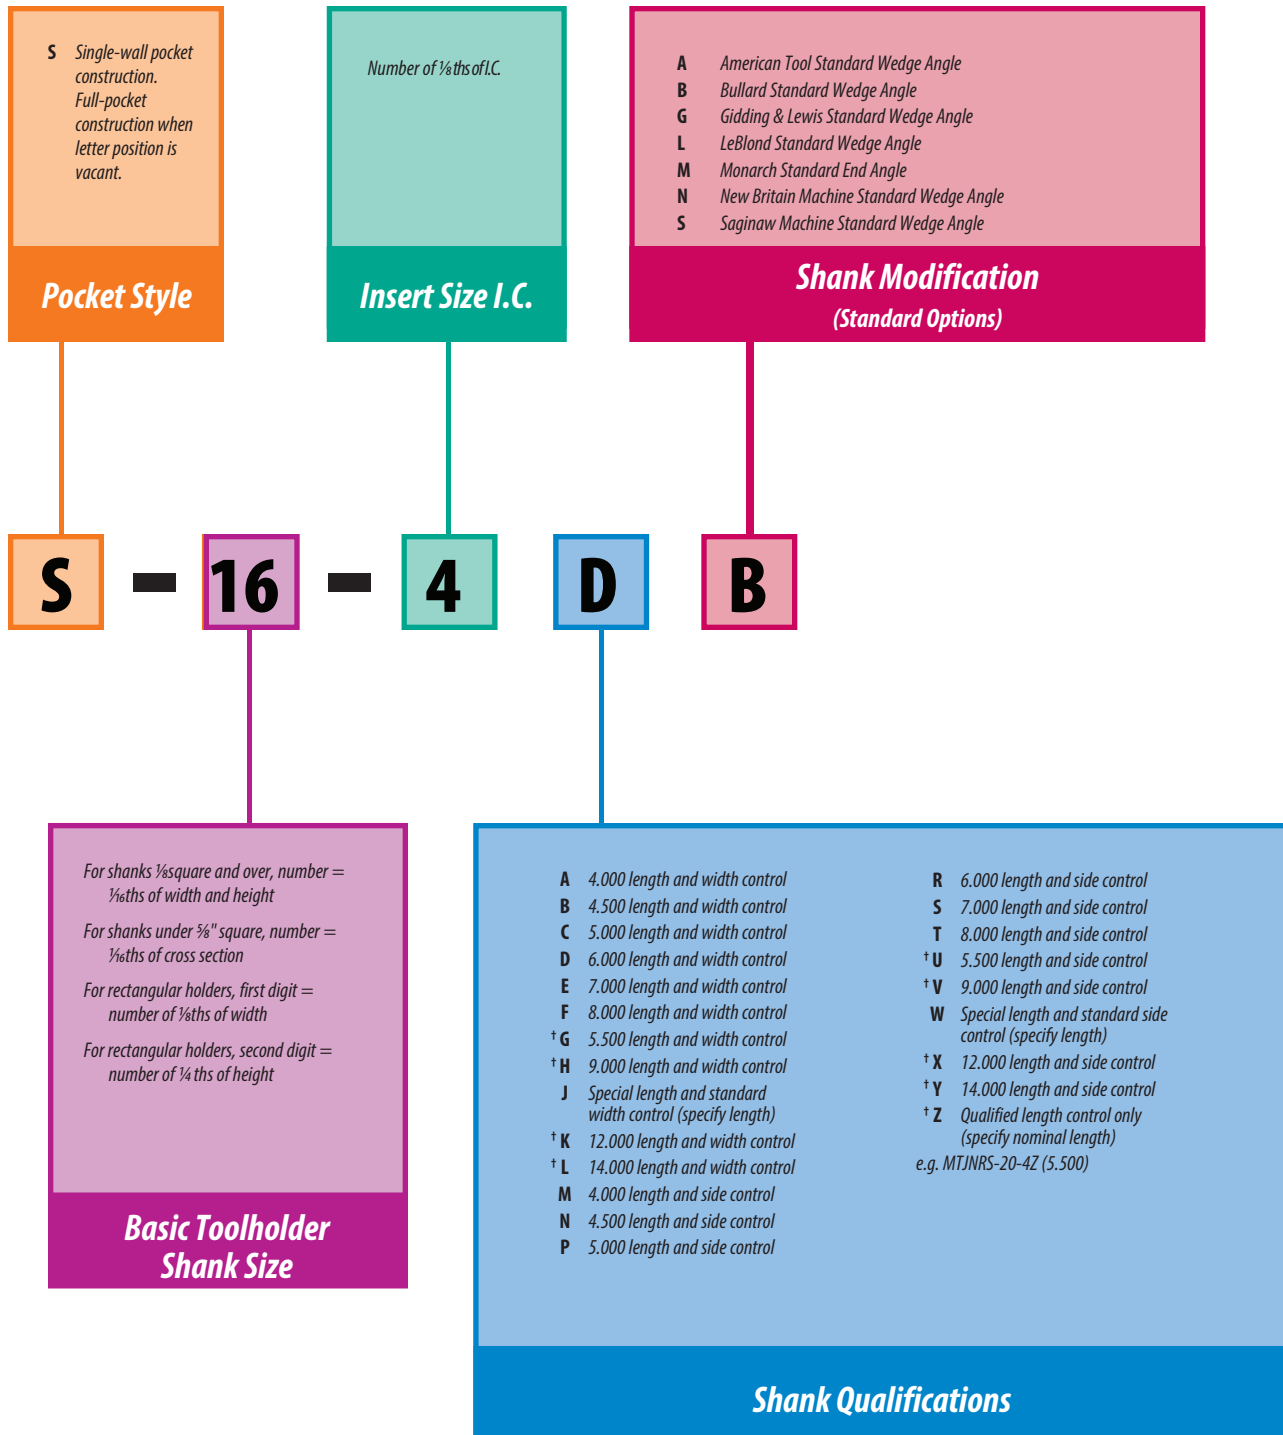 S Single-wall pocket
construction.
Full-pocket
construction when
letter position is
vacant.
Pocket Style
Number of 1⁄8 ths of I.C.
Insert Size I.C.
A American Tool Standard Wedge Angle
B Bullard Standard Wedge Angle
G Gidding & Lewis Standard Wedge Angle
L LeBlond Standard Wedge Angle
M Monarch Standard End Angle
N New Britain Machine Standard Wedge Angle
S Saginaw Machine Standard Wedge Angle
Shank Modification
(Standard Options)
S - 16 - 4 D B
For shanks 1⁄8 square and over, number =
1⁄16ths of width and height
For shanks under 5⁄8" square, number =
1⁄16ths of cross section
For rectangular holders, first digit =
number of 1⁄8ths of width
For rectangular holders, second digit =
number of 1⁄4 ths of height
Basic Toolholder
Shank Size
A 4.000 length and width control
B 4.500 length and width control
C 5.000 length and width control
D 6.000 length and width control
E 7.000 length and width control
F 8.000 length and width control
† G 5.500 length and width control
† H 9.000 length and width control
J Special length and standard
width control (specify length)
† K 12.000 length and width control
† L 14.000 length and width control
M 4.000 length and side control
N 4.500 length and side control
P 5.000 length and side control
R 6.000 length and side control
S 7.000 length and side control
T 8.000 length and side control
† U 5.500 length and side control
† V 9.000 length and side control
W Special length and standard side
control (specify length)
† X 12.000 length and side control
† Y 14.000 length and side control
† Z Qualified length control only
(specify nominal length)
e.g. MTJNRS-20-4Z (5.500)
Shank Qualifications